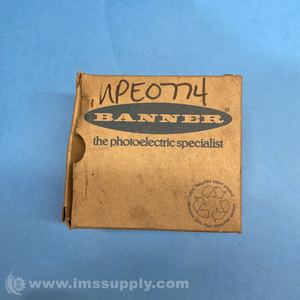 NPE0774
BANNER®
the photoelectric specialist
© www.imssupply.com